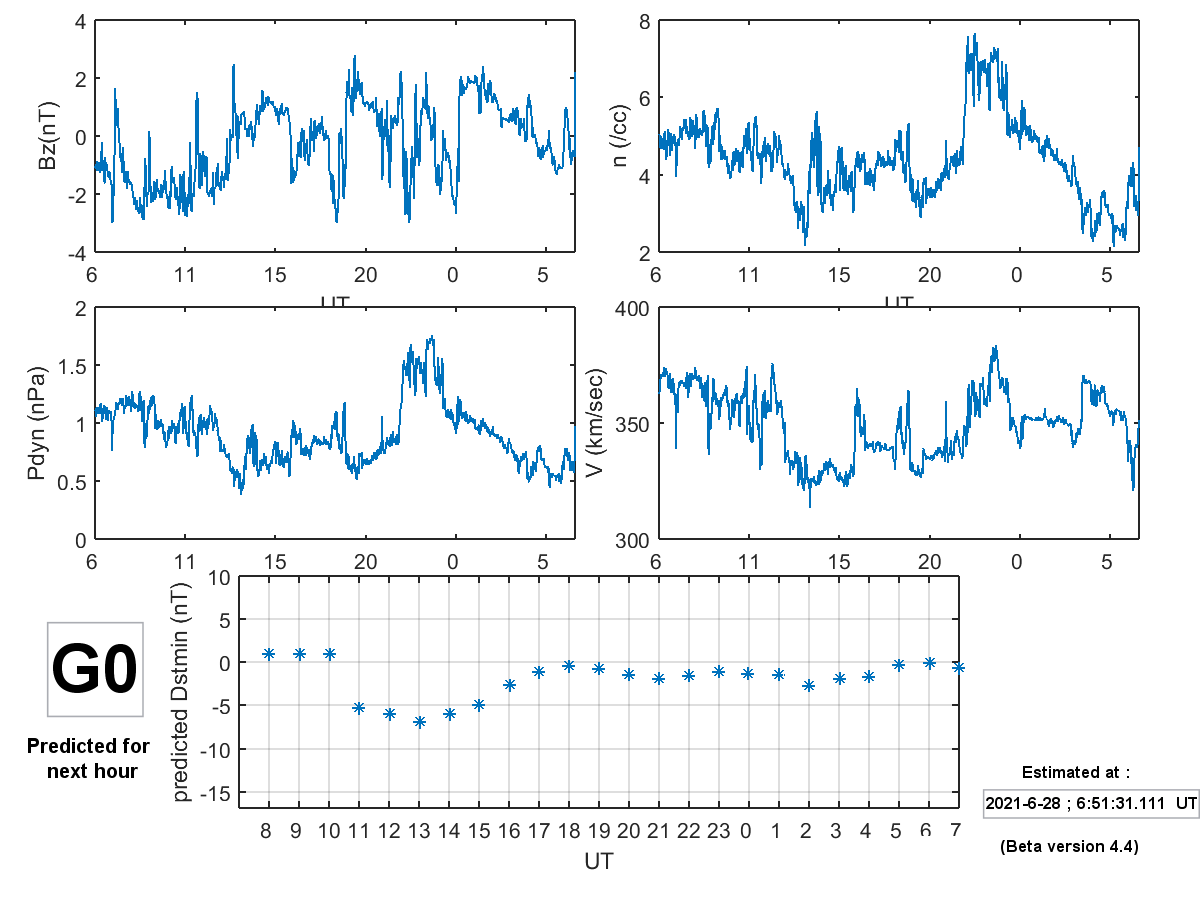 4
2
0
-2
-4
Bz(nT)
6 11 15 20 0 5
UT
8
6
4
2
n (/cc)
6 11 15 20 0 5
UT
2
1.5
1
0.5
0
Pdyn (nPa)
6 11 15 20 0 5
400
350
300
V (km/sec)
6 11 15 20 0 5
10
5
0
-5
-10
-15
predicted Dstmin (nT)
8 9 10 11 12 13 14 15 16 17 18 19 20 21 22 23 0 1 2 3 4 5 6 7
UT
G0
Predicted for
next hour
Estimated at :
2021-6-28 ; 6:51:31.111 UT
(Beta version 4.4)